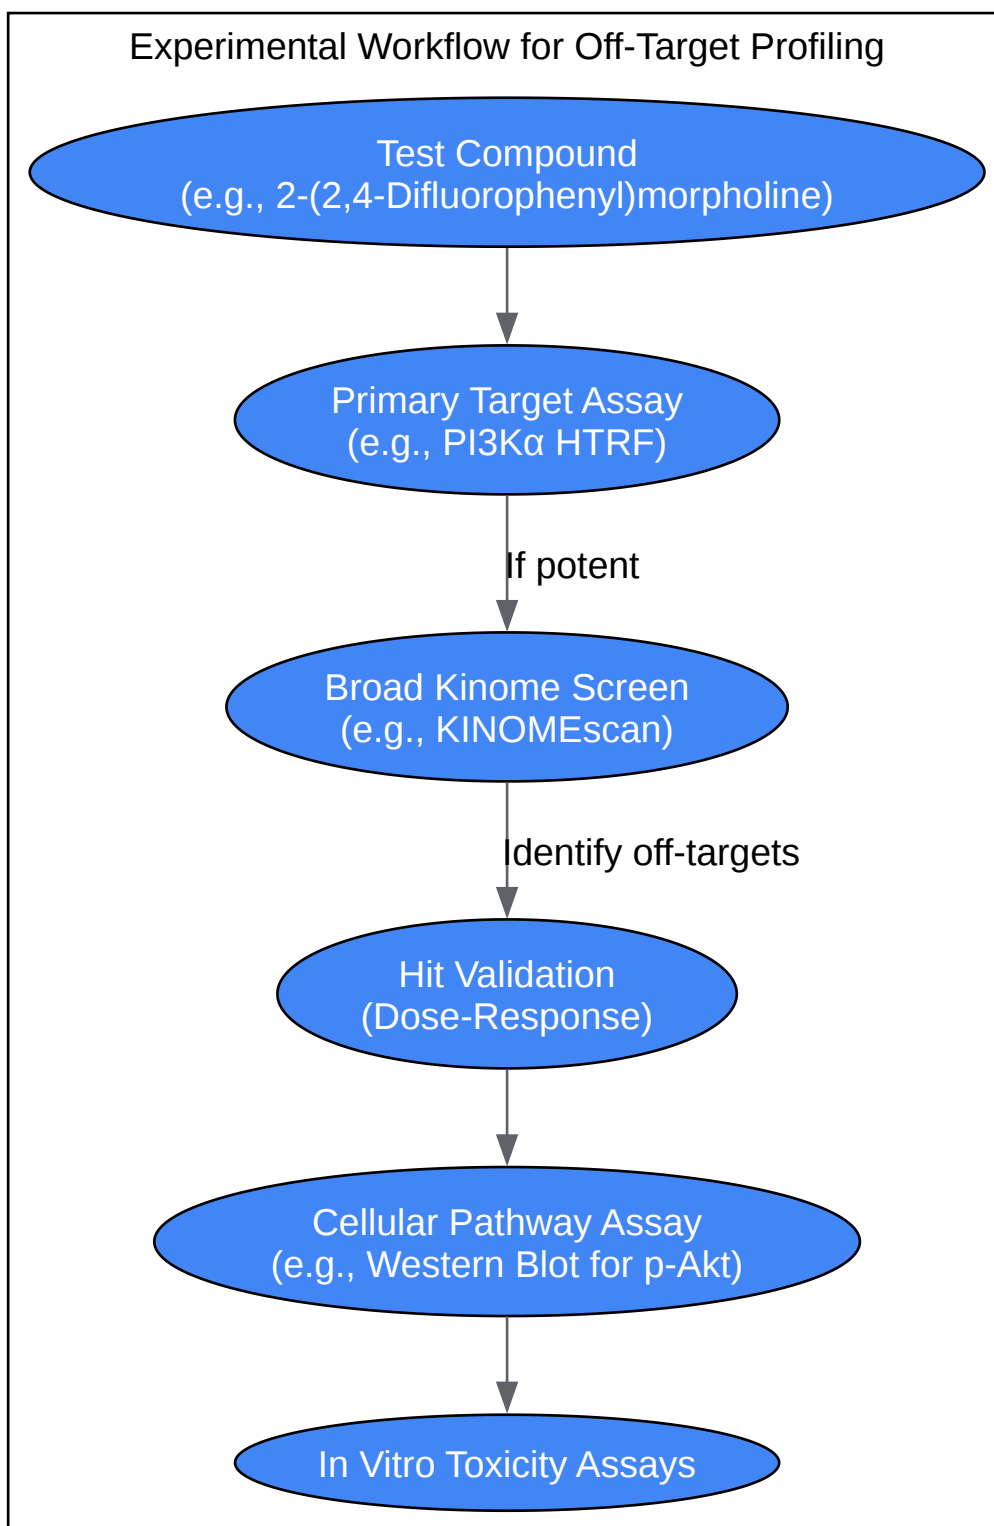 Experimental Workflow for Off-Target Profiling
Test Compound
(e.g., 2-(2,4-Difluorophenyl)morpholine)
Primary Target Assay
(e.g., PI3Kα HTRF)
If potent
Broad Kinome Screen
(e.g., KINOMEscan)
Identify off-targets
Hit Validation
(Dose-Response)
Cellular Pathway Assay
(e.g., Western Blot for p-Akt)
In Vitro Toxicity Assays